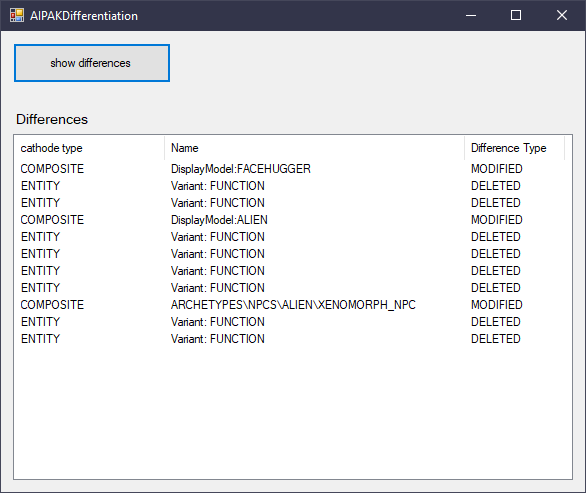 AIPAKDifferentiation
show differences
Differences
cathode type Name Difference Type
COMPOSITE DisplayModel:FACEHUGGER MODIFIED
ENTITY Variant: FUNCTION DELETED
ENTITY Variant: FUNCTION DELETED
COMPOSITE DisplayModel:ALIEN MODIFIED
ENTITY Variant: FUNCTION DELETED
ENTITY Variant: FUNCTION DELETED
ENTITY Variant: FUNCTION DELETED
ENTITY Variant: FUNCTION DELETED
COMPOSITE ARCHETYPES\NPCS\ALIEN\XENOMORPH_NPC MODIFIED
ENTITY Variant: FUNCTION DELETED
ENTITY Variant: FUNCTION DELETED